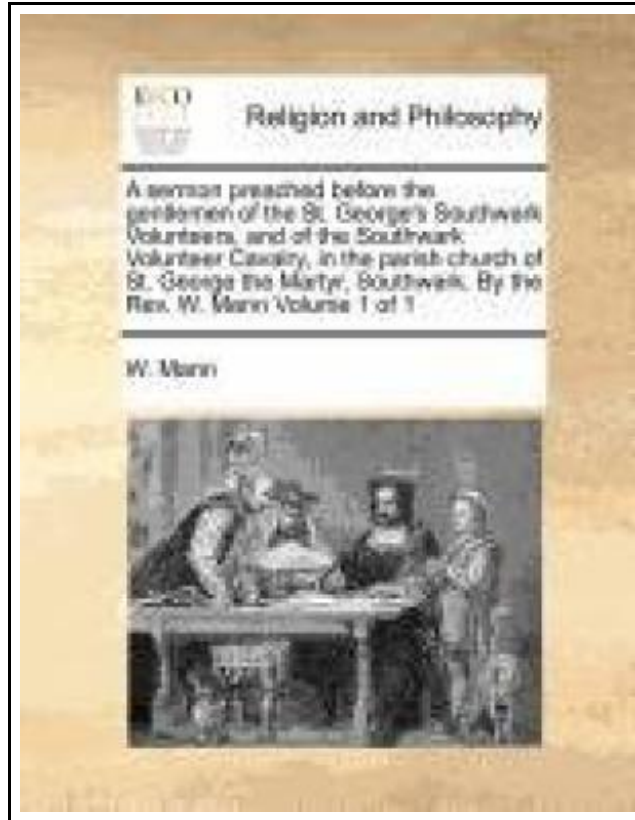 ECCO
Religion and Philosophy
A sermon preached before the
gentlemen of the St. George's Southwark
Volunteers, and of the Southwark
Volunteer Cavalry, in the parish church of
St. George the Martyr, Southwark. By the
Rev. W. Mann Volume 1 of 1
W. Mann